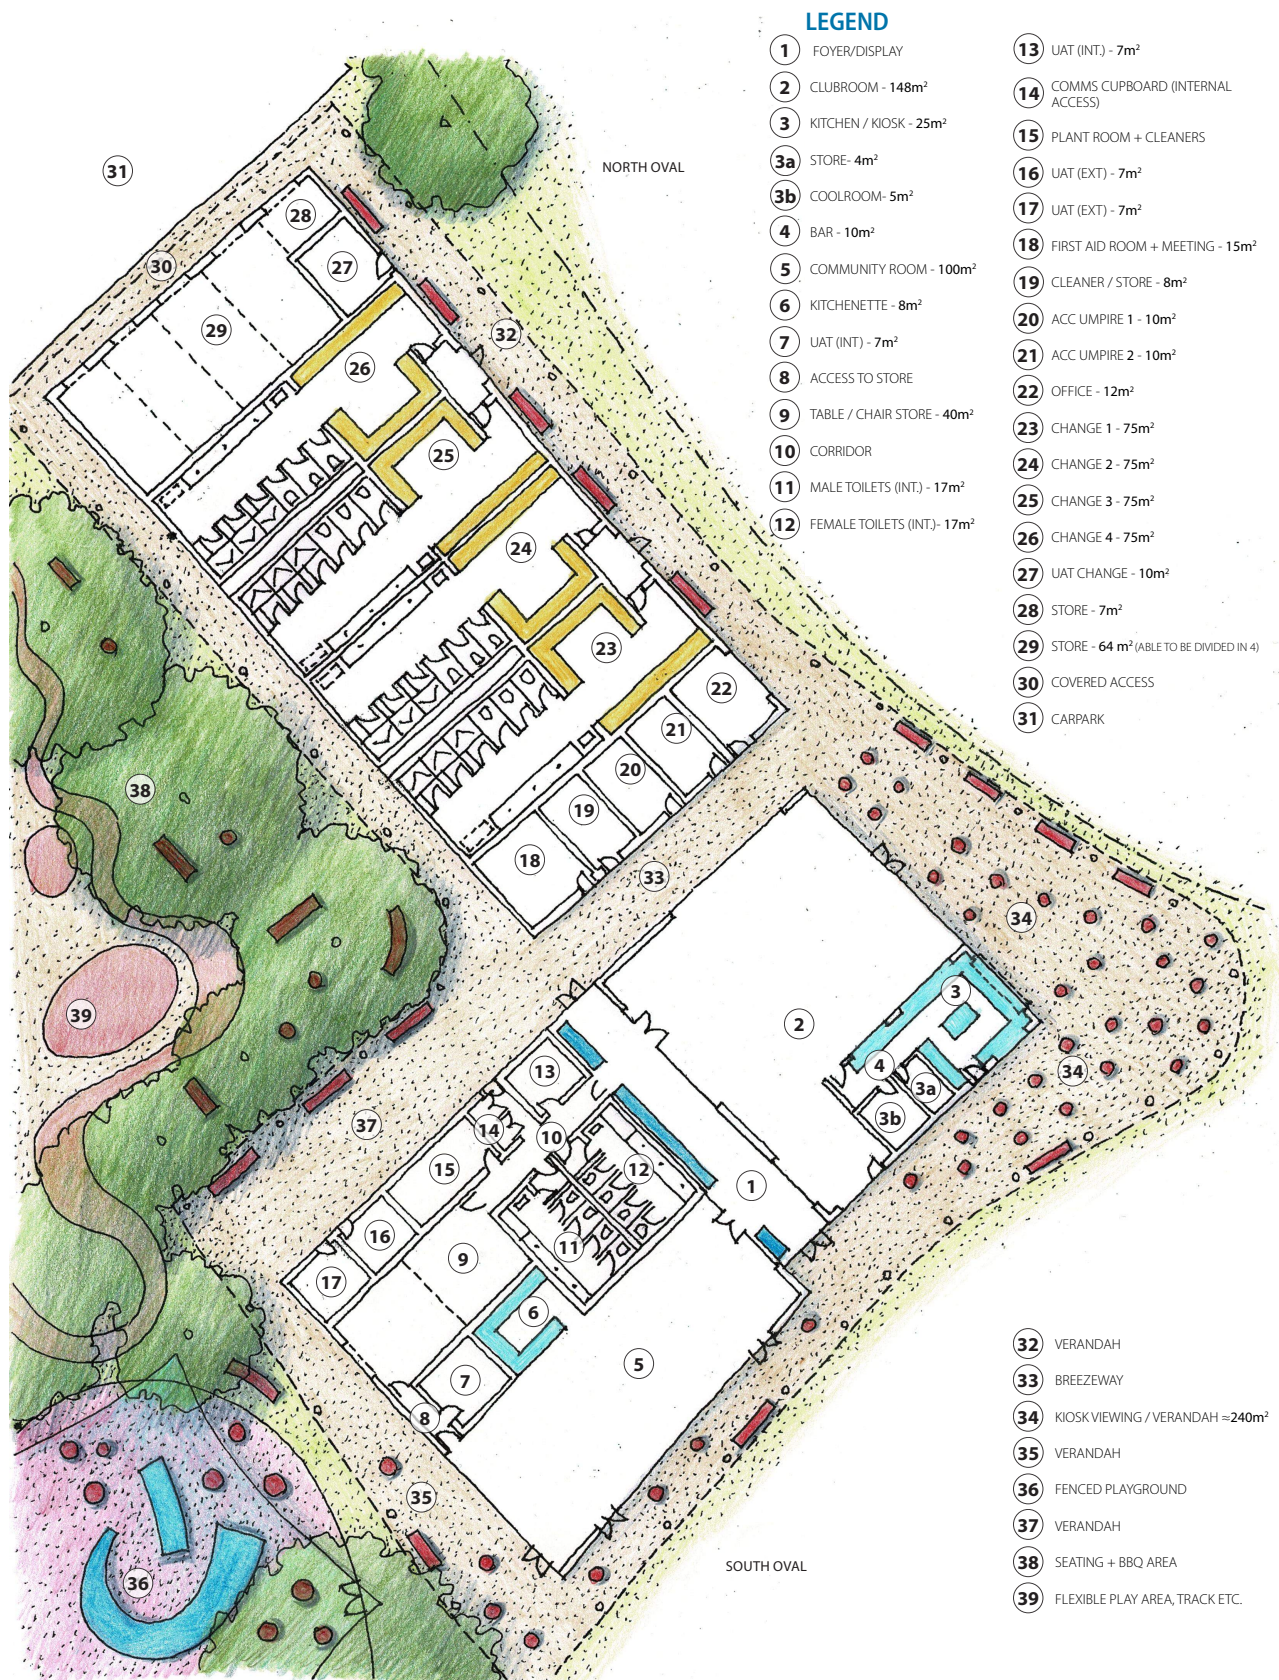 LEGEND
1 FOYER/DISPLAY
2 CLUBROOM - 148m²
3 KITCHEN / KIOSK - 25m²
3a STORE- 4m²
3b COOLROOM- 5m²
4 BAR - 10m²
5 COMMUNITY ROOM - 100m²
6 KITCHENETTE - 8m²
7 UAT (INT) - 7m²
8 ACCESS TO STORE
9 TABLE / CHAIR STORE - 40m²
10 CORRIDOR
11 MALE TOILETS (INT.) - 17m²
12 FEMALE TOILETS (INT.)- 17m²
13 UAT (INT.) - 7m²
14 COMMS CUPBOARD (INTERNAL
ACCESS)
15 PLANT ROOM + CLEANERS
16 UAT (EXT) - 7m²
17 UAT (EXT) - 7m²
18 FIRST AID ROOM + MEETING - 15m²
19 CLEANER / STORE - 8m²
20 ACC UMPIRE 1 - 10m²
21 ACC UMPIRE 2 - 10m²
22 OFFICE - 12m²
23 CHANGE 1 - 75m²
24 CHANGE 2 - 75m²
25 CHANGE 3 - 75m²
26 CHANGE 4 - 75m²
27 UAT CHANGE - 10m²
28 STORE - 7m²
29 STORE - 64 m² (ABLE TO BE DIVIDED IN 4)
30 COVERED ACCESS
31 CARPARK
32 VERANDAH
33 BREEZEWAY
34 KIOSK VIEWING / VERANDAH ≈240m²
35 VERANDAH
36 FENCED PLAYGROUND
37 VERANDAH
38 SEATING + BBQ AREA
39 FLEXIBLE PLAY AREA, TRACK ETC.
NORTH OVAL
31
28
30
27
29
32
26
25
24
23
22
21
20
38
19
18
33
34
3
39
2
4
34
13
3a
3b
37
14
10
12
15
1
16
11
9
17
6
5
7
8
35
SOUTH OVAL
36